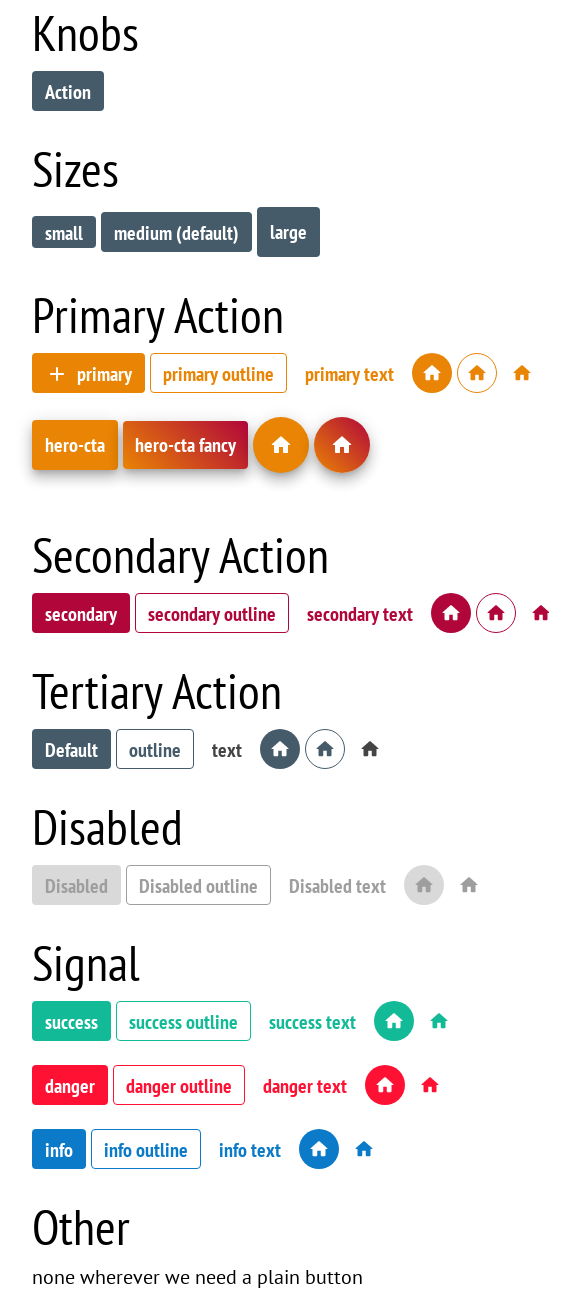 Knobs
Action
Sizes
small medium (default) large
Primary Action
primary primary outline primary text
hero-cta hero-cta fancy
Secondary Action
secondary secondary outline secondary text
Tertiary Action
Default outline text
Disabled
Disabled Disabled outline Disabled text
Signal
success success outline success text
danger danger outline danger text
info info outline info text
Other
none wherever we need a plain button